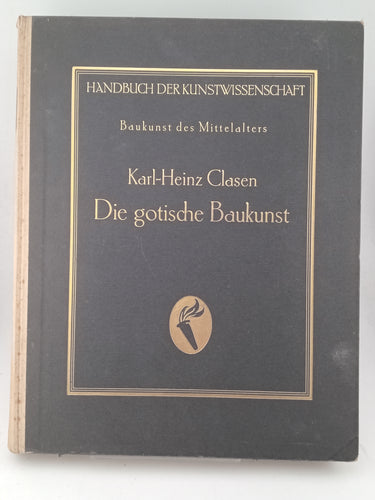 HANDBUCH DER KUNSTWISSENSCHAFT
Baukunst des Mittelalters
Karl-Heinz Clasen
Die gotische Baukunst